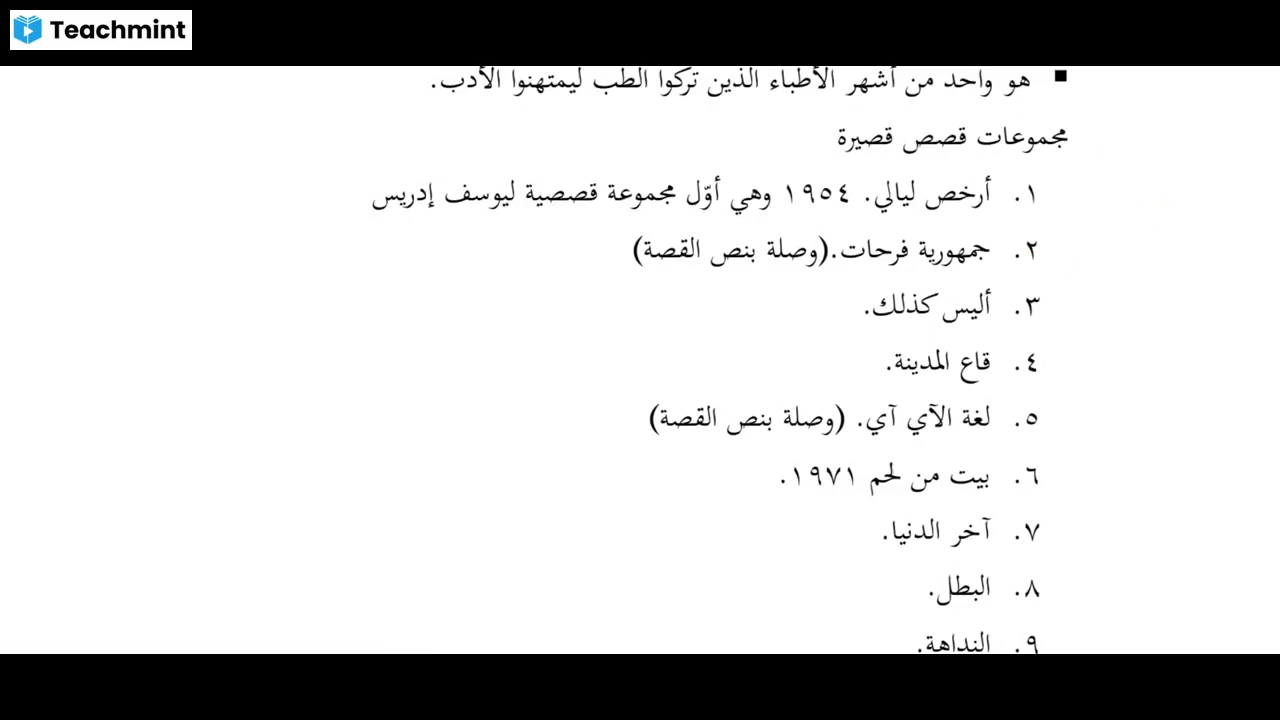 Teachmint
▪ هو واحد من أشهر الأطباء الذين تركوا الطب ليمتهنوا الأدب.
مجموعات قصص قصيرة
١. أرخص ليالي. ١٩٥٤ وهي أوّل مجموعة قصصية ليوسف إدريس
٢. جمهورية فرحات.(وصلة بنص القصة)
٣. أليس كذلك.
٤. قاع المدينة.
٥. لغة الآي آي. (وصلة بنص القصة)
٦. بيت من لحم ١٩٧١.
٧. آخر الدنيا.
٨. البطل.
٩. النداهة.